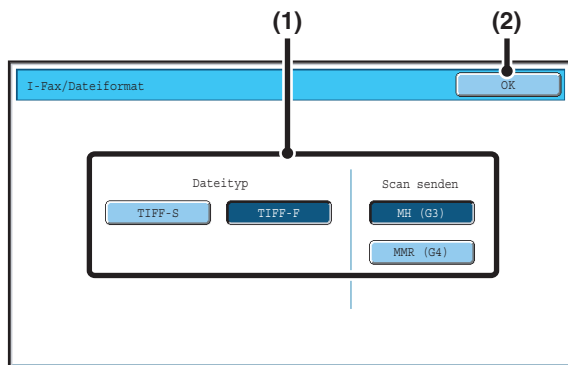 (1) (2)
I-Fax/Dateiformat OK
Dateityp Scan senden
TIFF-S TIFF-F MH (G3)
MMR (G4)